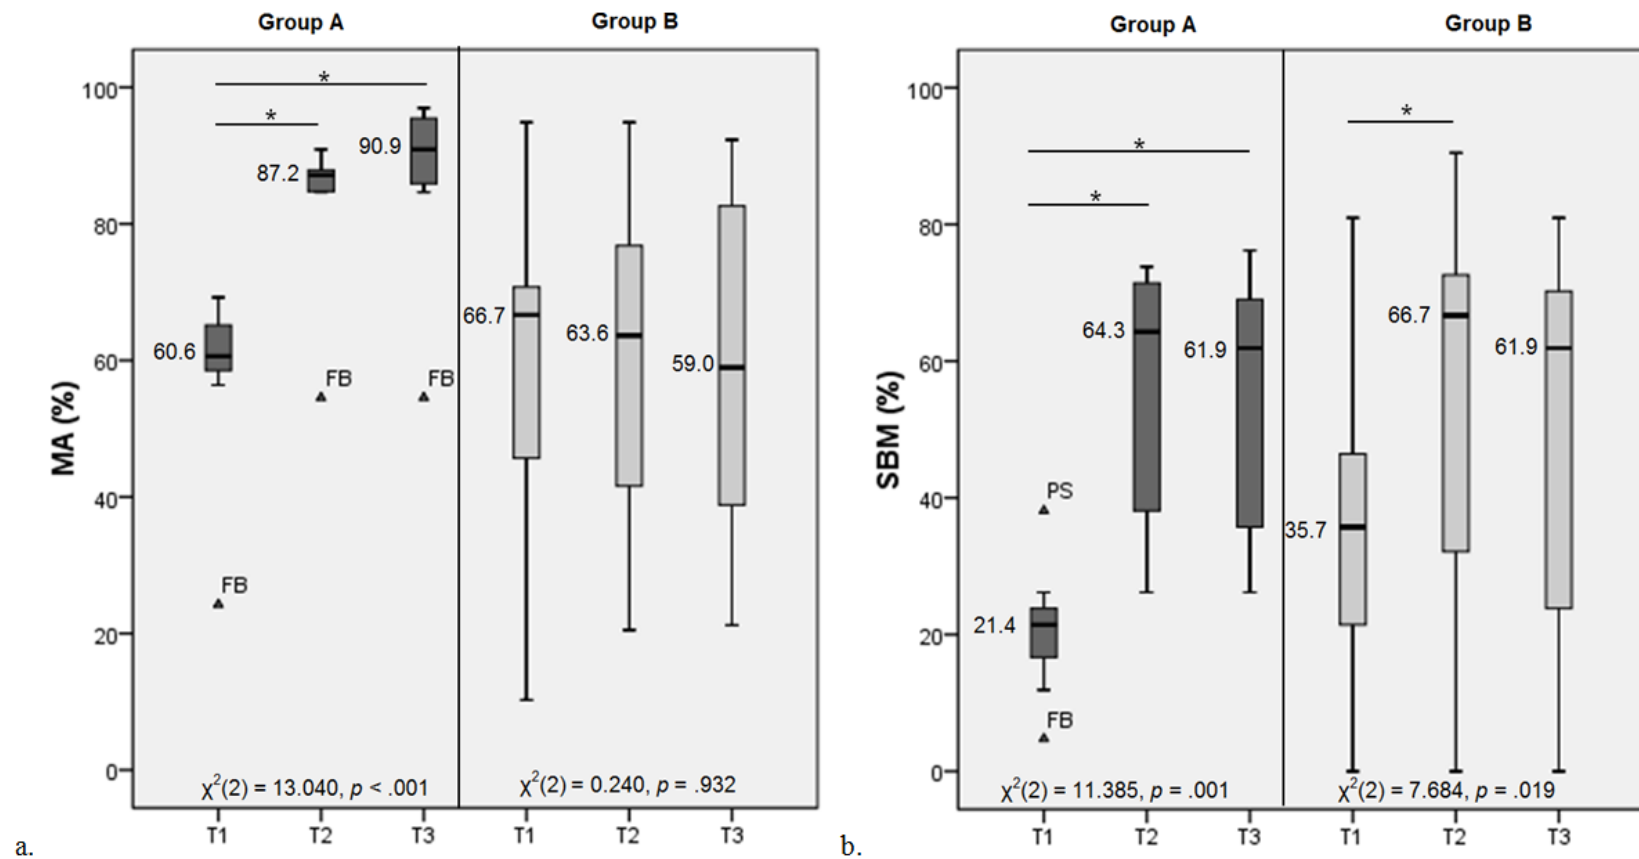 Group A
Group B
MA (%)
100
80
60
40
20
0
*
*
60.6
87.2
90.9
FB
FB
FB
66.7
63.6
59.0
χ²(2) = 13.040, p < .001
χ²(2) = 0.240, p = .932
T1
T2
T3
T1
T2
T3
a.
Group A
Group B
SBM (%)
100
80
60
40
20
0
*
*
*
21.4
64.3
61.9
PS
FB
35.7
66.7
61.9
χ²(2) = 11.385, p = .001
χ²(2) = 7.684, p = .019
T1
T2
T3
T1
T2
T3
b.